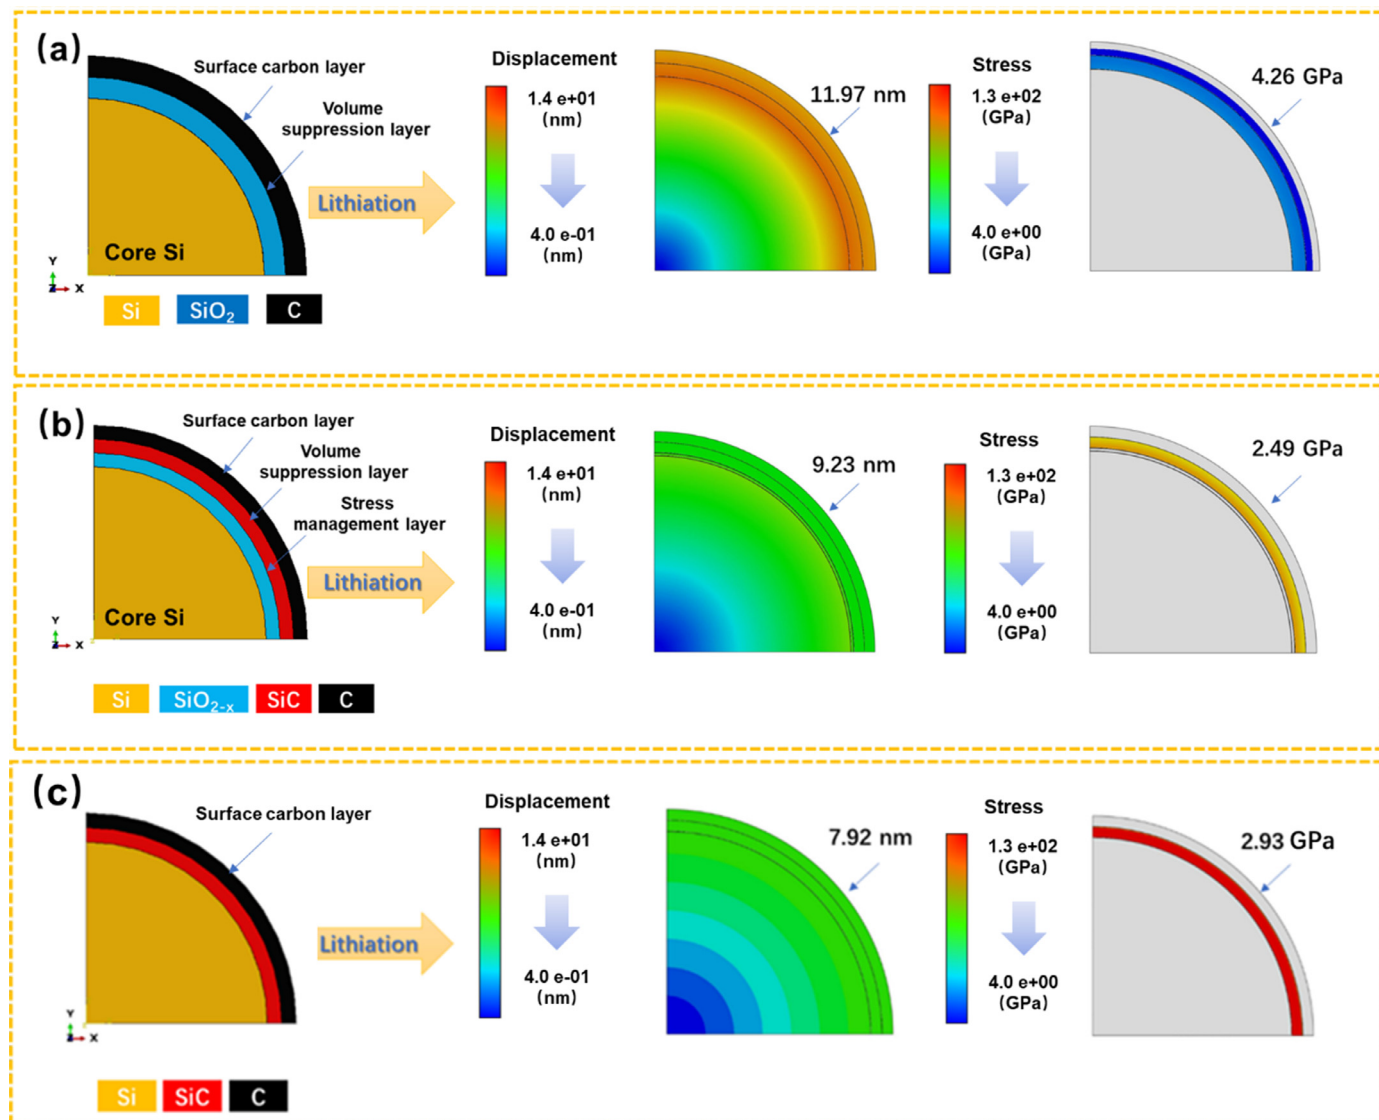 (a)
Surface carbon layer
Volume
suppression layer
Core Si
Y
Z X
Si SiO₂ C
Lithiation
Displacement
1.4 e+01
(nm)
4.0 e-01
(nm)
11.97 nm
Stress
1.3 e+02
(GPa)
4.0 e+00
(GPa)
4.26 GPa
(b)
Surface carbon layer
Volume
suppression layer
Stress
management layer
Core Si
Y
Z X
Si SiO₂₋ₓ SiC C
Lithiation
Displacement
1.4 e+01
(nm)
4.0 e-01
(nm)
9.23 nm
Stress
1.3 e+02
(GPa)
4.0 e+00
(GPa)
2.49 GPa
(c)
Surface carbon layer
Y
Z X
Si SiC C
Lithiation
Displacement
1.4 e+01
(nm)
4.0 e-01
(nm)
7.92 nm
Stress
1.3 e+02
(GPa)
4.0 e+00
(GPa)
2.93 GPa